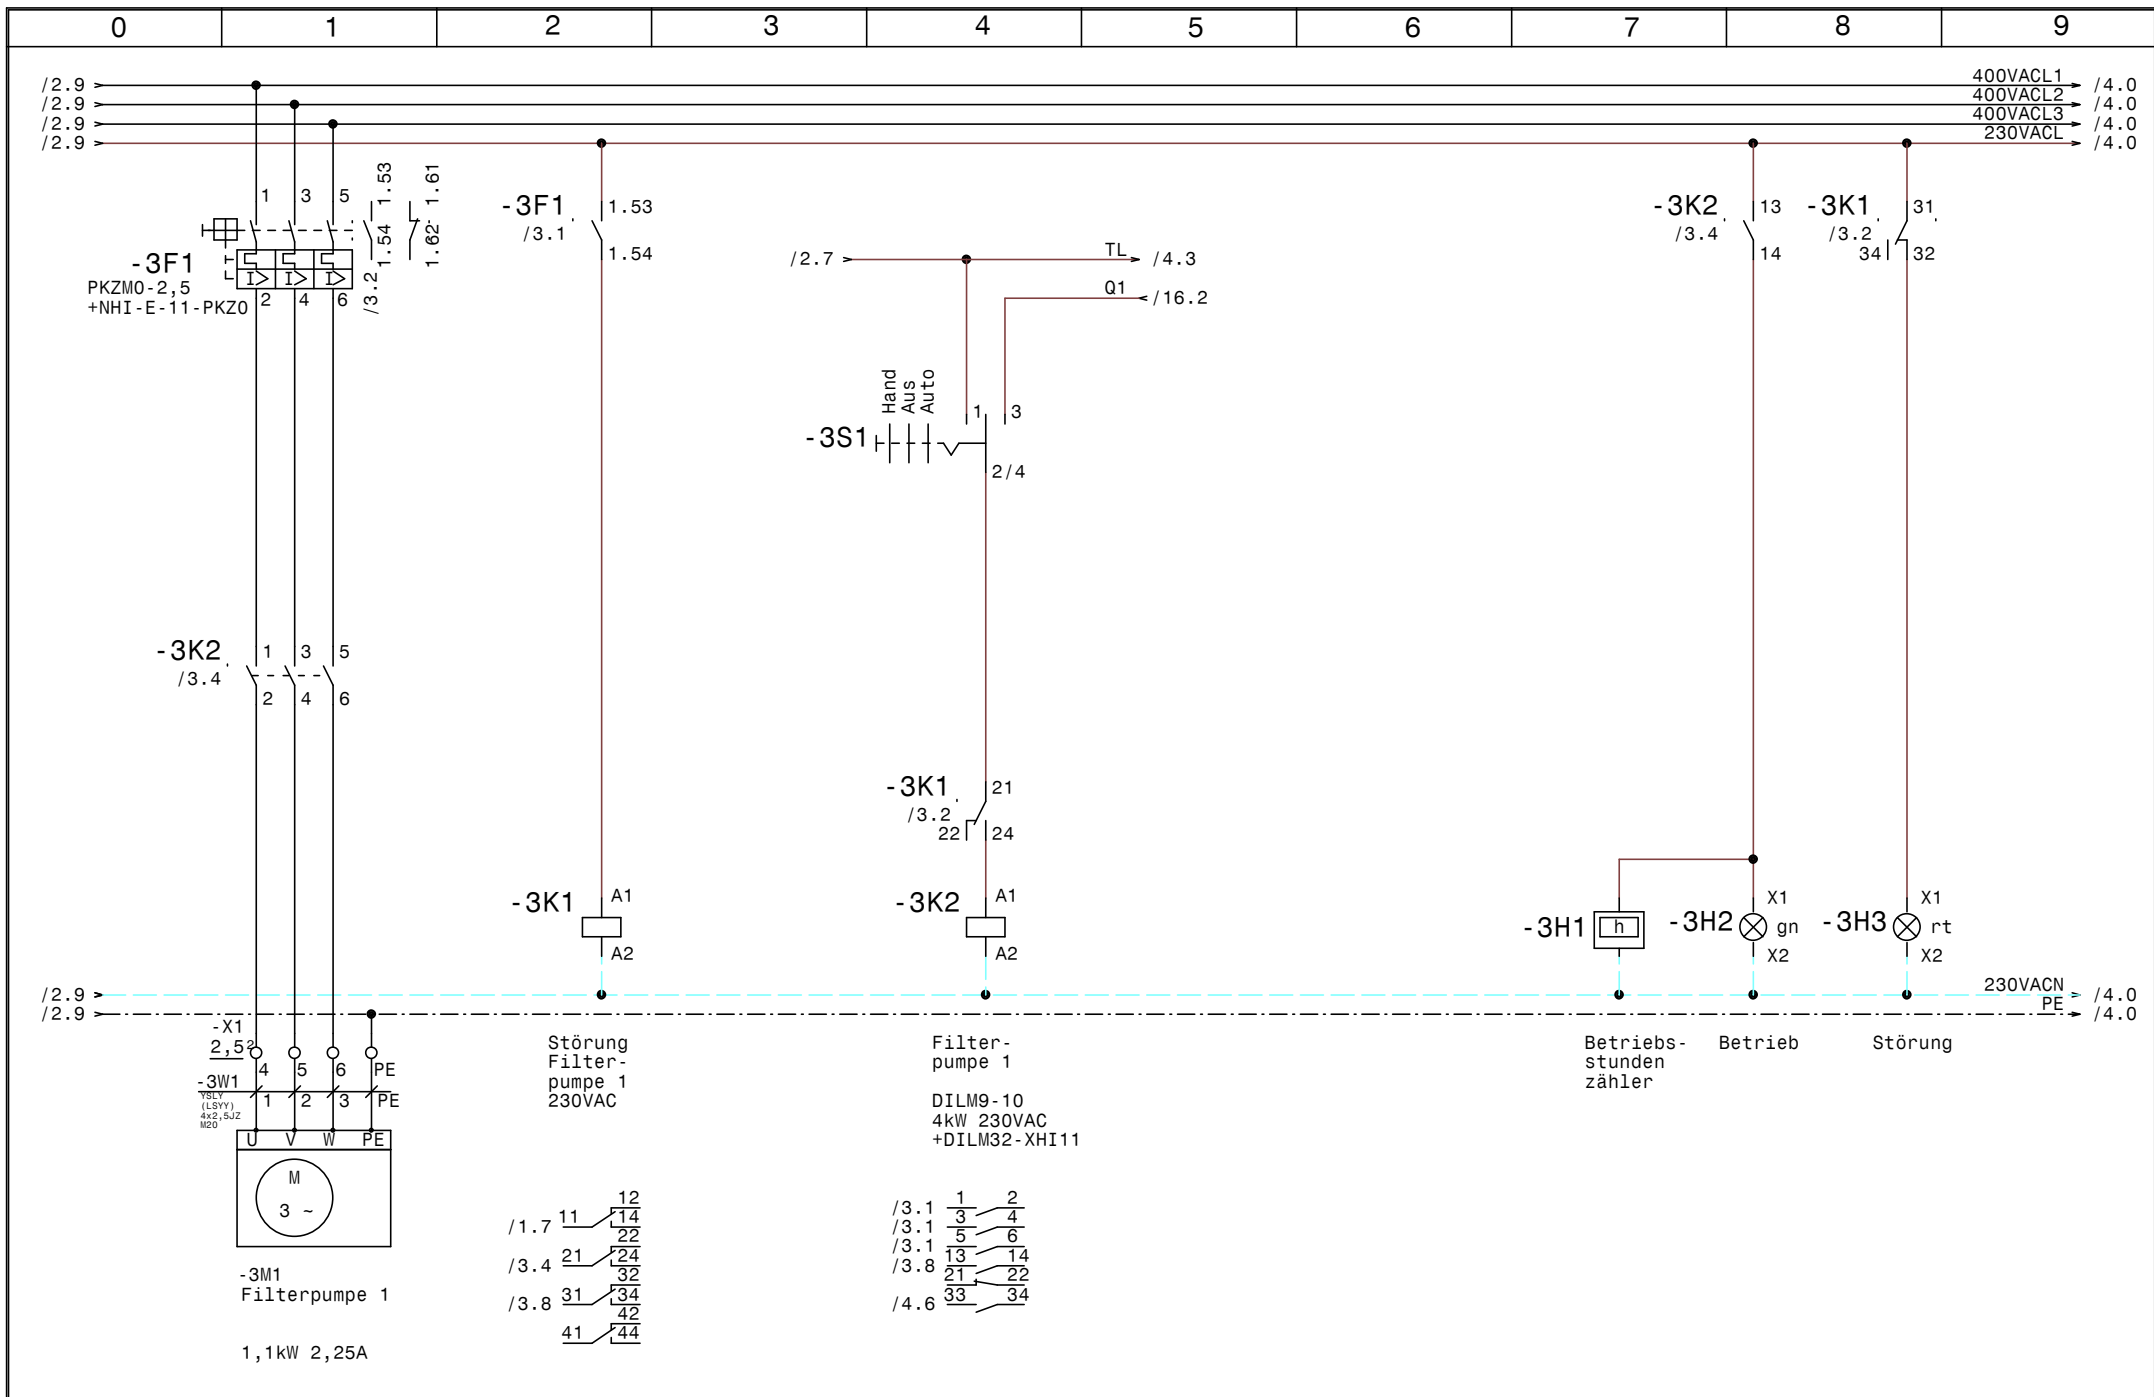 0 1 2 3 4 5 6 7 8 9
/2.9 400VACL1 /4.0
/2.9 400VACL2 /4.0
/2.9 400VACL3 /4.0
/2.9 230VACL /4.0
1 3 5 1.53 1.61
1.54 1.62
-3F1
PKZM0-2,5
+NHI-E-11-PKZ0
I> I> I>
2 4 6 /3.2
-3F1 1.53
/3.1
1.54
/2.7 TL /4.3
Q1 /16.2
-3K2 13
/3.4
14
-3K1 31
/3.2
34 32
Hand
Aus
Auto
1 3
-3S1
2/4
-3K2 1 3 5
/3.4
2 4 6
-3K1 21
/3.2
22 24
-3K1 A1
A2
-3K2 A1
A2
-3H1 h
-3H2 X1
gn
X2
-3H3 X1
rt
X2
/2.9 230VACN /4.0
/2.9 PE /4.0
-X1
2,5²
4 5 6 PE
-3W1
YSLY
(LSYY)
4x2,5JZ
M20
1 2 3 PE
U V W PE
M
3 ~
-3M1
Filterpumpe 1
1,1kW 2,25A
Störung
Filter-
pumpe 1
230VAC
12
/1.7 11 14
22
/3.4 21 24
32
/3.8 31 34
42
41 44
Filter-
pumpe 1
DILM9-10
4kW 230VAC
+DILM32-XHI11
/3.1 1 2
/3.1 3 4
/3.1 5 6
/3.8 13 14
21 22
/4.6 33 34
Betriebs-
stunden
zähler
Betrieb
Störung